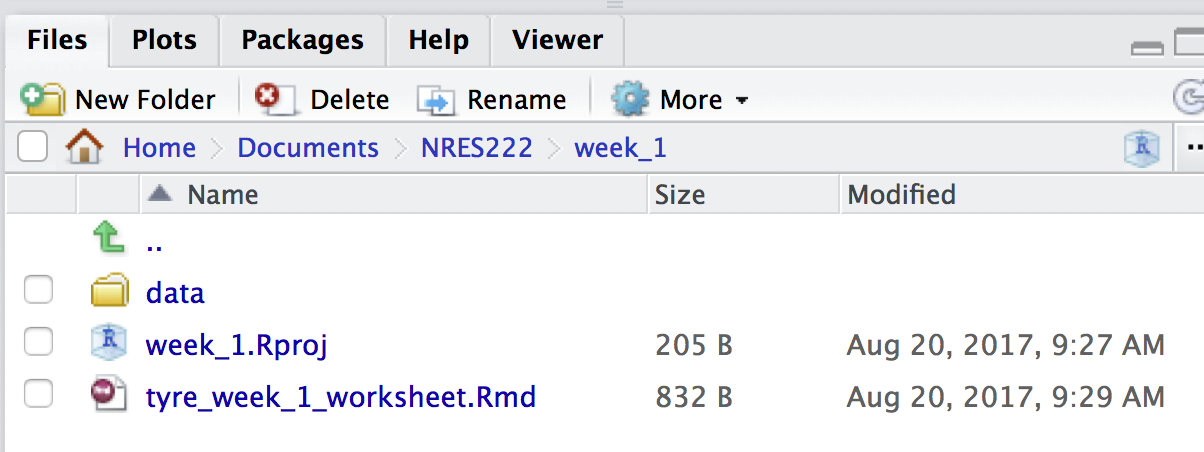 Files Plots Packages Help Viewer
New Folder Delete Rename More
Home Documents NRES222 week_1
Name Size Modified
..
data
week_1.Rproj 205 B Aug 20, 2017, 9:27 AM
tyre_week_1_worksheet.Rmd 832 B Aug 20, 2017, 9:29 AM